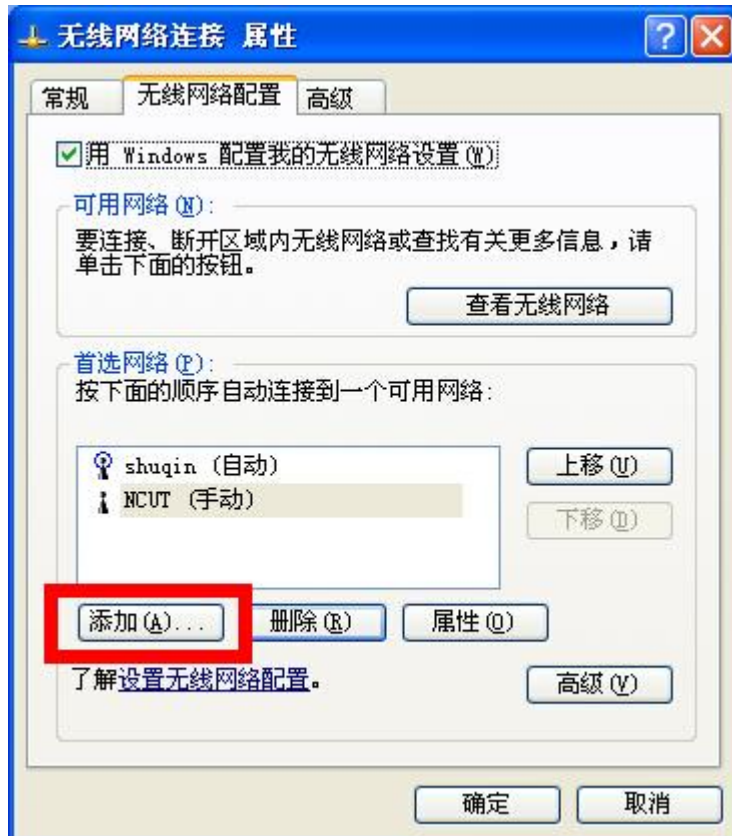 无线网络连接 属性
常规 无线网络配置 高级
用 Windows 配置我的无线网络设置(W)
可用网络(N):
要连接、断开区域内无线网络或查找有关更多信息，请
单击下面的按钮。
查看无线网络
首选网络(P):
按下面的顺序自动连接到一个可用网络:
shuqin (自动)
上移(U)
NCUT (手动)
下移(D)
添加(A)... 删除(R) 属性(O)
了解设置无线网络配置。
高级(V)
确定 取消